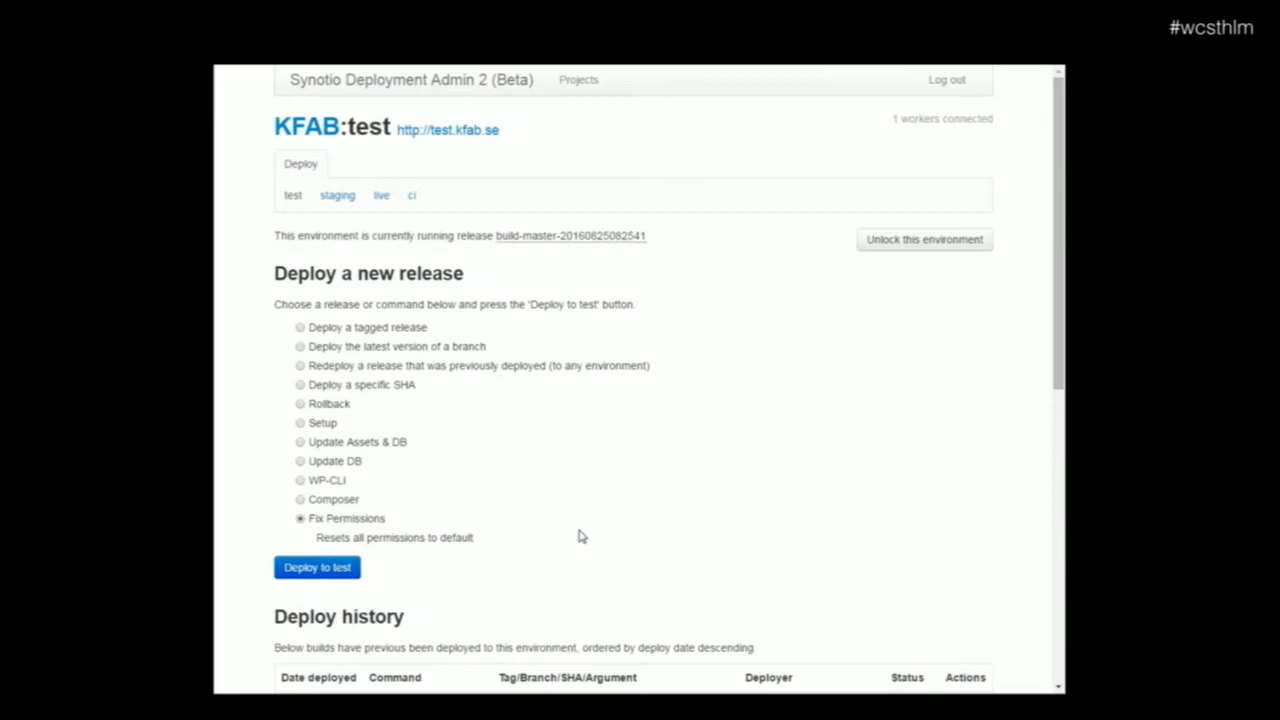 #wcsthlm
Synotio Deployment Admin 2 (Beta) Projects Log out
KFAB:test http://test.kfab.se 1 workers connected
Deploy
test staging live ci
This environment is currently running release build-master-20160825082541 Unlock this environment
Deploy a new release
Choose a release or command below and press the 'Deploy to test' button.
Deploy a tagged release
Deploy the latest version of a branch
Redeploy a release that was previously deployed (to any environment)
Deploy a specific SHA
Rollback
Setup
Update Assets & DB
Update DB
WP-CLI
Composer
Fix Permissions
Resets all permissions to default
Deploy to test
Deploy history
Below builds have previous been deployed to this environment, ordered by deploy date descending.
Date deployed Command Tag/Branch/SHA/Argument Deployer Status Actions